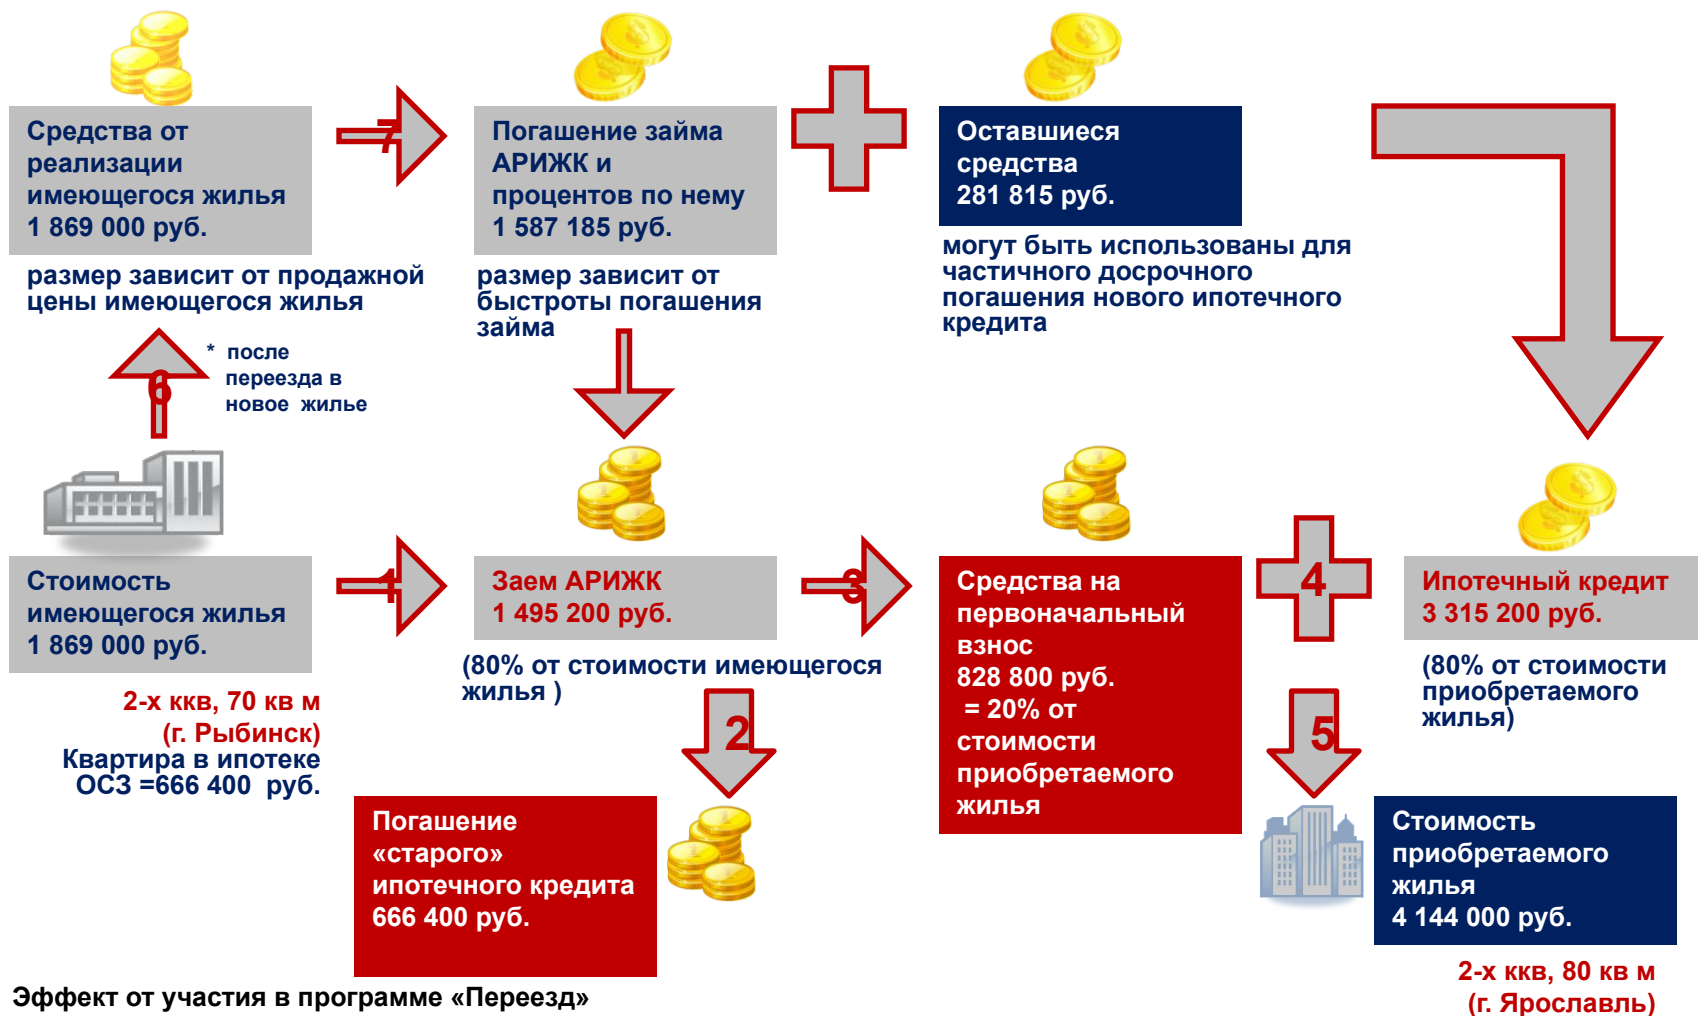 Средства от
реализации
имеющегося жилья
1 869 000 руб.
размер зависит от продажной
цены имеющегося жилья
7
Погашение займа
АРИЖК и
процентов по нему
1 587 185 руб.
размер зависит от
быстроты погашения
займа
Оставшиеся
средства
281 815 руб.
могут быть использованы для
частичного досрочного
погашения нового ипотечного
кредита
6
* после
переезда в
новое жилье
Стоимость
имеющегося жилья
1 869 000 руб.
2-х ккв, 70 кв м
(г. Рыбинск)
Квартира в ипотеке
ОСЗ =666 400 руб.
1
Заем АРИЖК
1 495 200 руб.
(80% от стоимости имеющегося
жилья )
2
Погашение
«старого»
ипотечного кредита
666 400 руб.
3
Средства на
первоначальный
взнос
828 800 руб.
= 20% от
стоимости
приобретаемого
жилья
4
Ипотечный кредит
3 315 200 руб.
(80% от стоимости
приобретаемого
жилья)
5
Стоимость
приобретаемого
жилья
4 144 000 руб.
2-х ккв, 80 кв м
(г. Ярославль)
Эффект от участия в программе «Переезд»